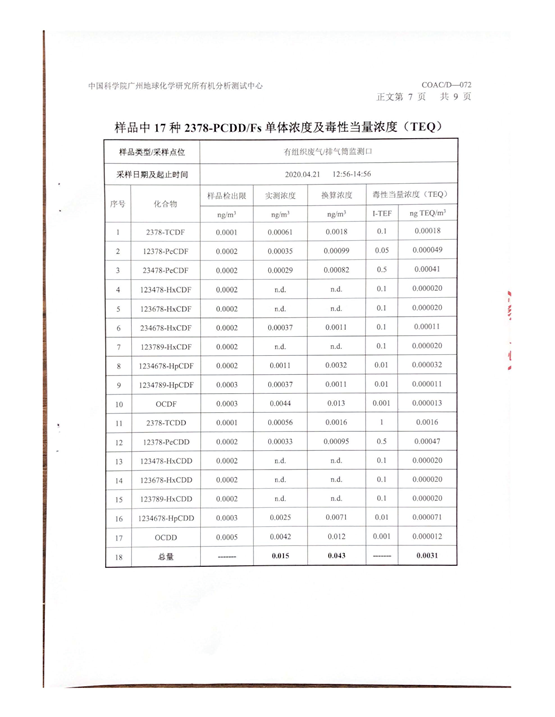 中国科学院广州地球化学研究所有机分析测试中心 COAC/D—072
正文第 7 页 共 9 页
样品中 17 种 2378-PCDD/Fs 单体浓度及毒性当量浓度（TEQ）
样品类型/采样点位 有组织废气/排气筒监测口
采样日期及起止时间 2020.04.21 12:56-14:56
序号 化合物 样品检出限 实测浓度 换算浓度 毒性当量浓度（TEQ）
ng/m³ ng/m³ ng/m³ I-TEF ng TEQ/m³
1 2378-TCDF 0.0001 0.00061 0.0018 0.1 0.00018
2 12378-PeCDF 0.0002 0.00035 0.00099 0.05 0.000049
3 23478-PeCDF 0.0002 0.00029 0.00082 0.5 0.00041
4 123478-HxCDF 0.0002 n.d. n.d. 0.1 0.000020
5 123678-HxCDF 0.0002 n.d. n.d. 0.1 0.000020
6 234678-HxCDF 0.0002 0.00037 0.0011 0.1 0.00011
7 123789-HxCDF 0.0002 n.d. n.d. 0.1 0.000020
8 1234678-HpCDF 0.0002 0.0011 0.0032 0.01 0.000032
9 1234789-HpCDF 0.0003 0.00037 0.0011 0.01 0.000011
10 OCDF 0.0003 0.0044 0.013 0.001 0.000013
11 2378-TCDD 0.0001 0.00056 0.0016 1 0.0016
12 12378-PeCDD 0.0002 0.00033 0.00095 0.5 0.00047
13 123478-HxCDD 0.0002 n.d. n.d. 0.1 0.000020
14 123678-HxCDD 0.0002 n.d. n.d. 0.1 0.000020
15 123789-HxCDD 0.0002 n.d. n.d. 0.1 0.000020
16 1234678-HpCDD 0.0003 0.0025 0.0071 0.01 0.000071
17 OCDD 0.0005 0.0042 0.012 0.001 0.000012
18 总量 ------- 0.015 0.043 ------- 0.0031